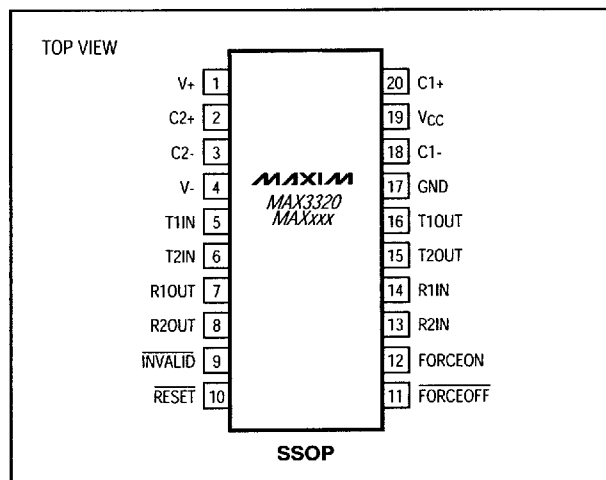 TOP VIEW
V+ 1
C2+ 2
C2- 3
V- 4
T1IN 5
T2IN 6
R1OUT 7
R2OUT 8
INVALID 9
RESET 10
MAXIM
MAX3320
MAXxxx
20 C1+
19 VCC
18 C1-
17 GND
16 T1OUT
15 T2OUT
14 R1IN
13 R2IN
12 FORCEON
11 FORCEOFF
SSOP